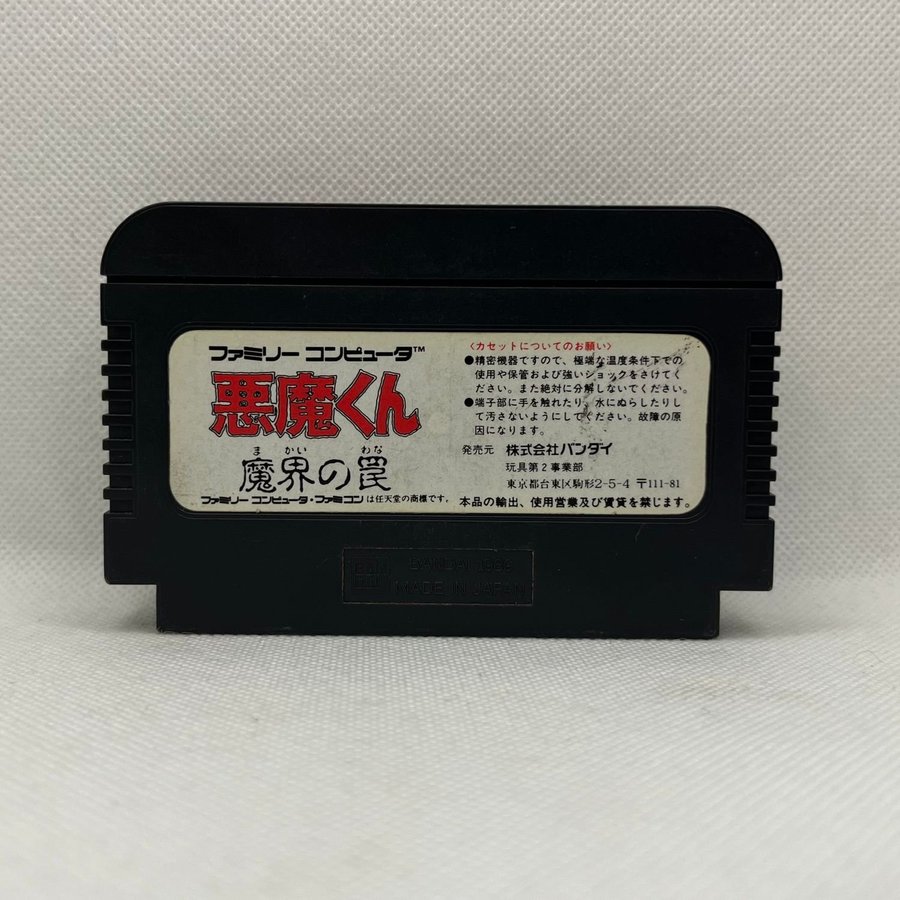 ファミリー コンピュータ™
悪魔くん
ま かい わな
魔界の罠
ファミリー コンピュータ・ファミコンは任天堂の商標です。
〈カセットについてのお願い〉
●精密機器ですので、極端な温度条件下での
使用や保管および強いショックをさけてく
ださい。また絶対に分解しないでください。
●端子部に手を触れたり、水にぬらしたりし
て汚さないようにしてください。故障の原
因になります。
発売元 株式会社バンダイ
玩具第2事業部
東京都台東区駒形2-5-4 〒111-81
本品の輸出、使用営業及び賃貸を禁じます。
BANDAI 1989
MADE IN JAPAN